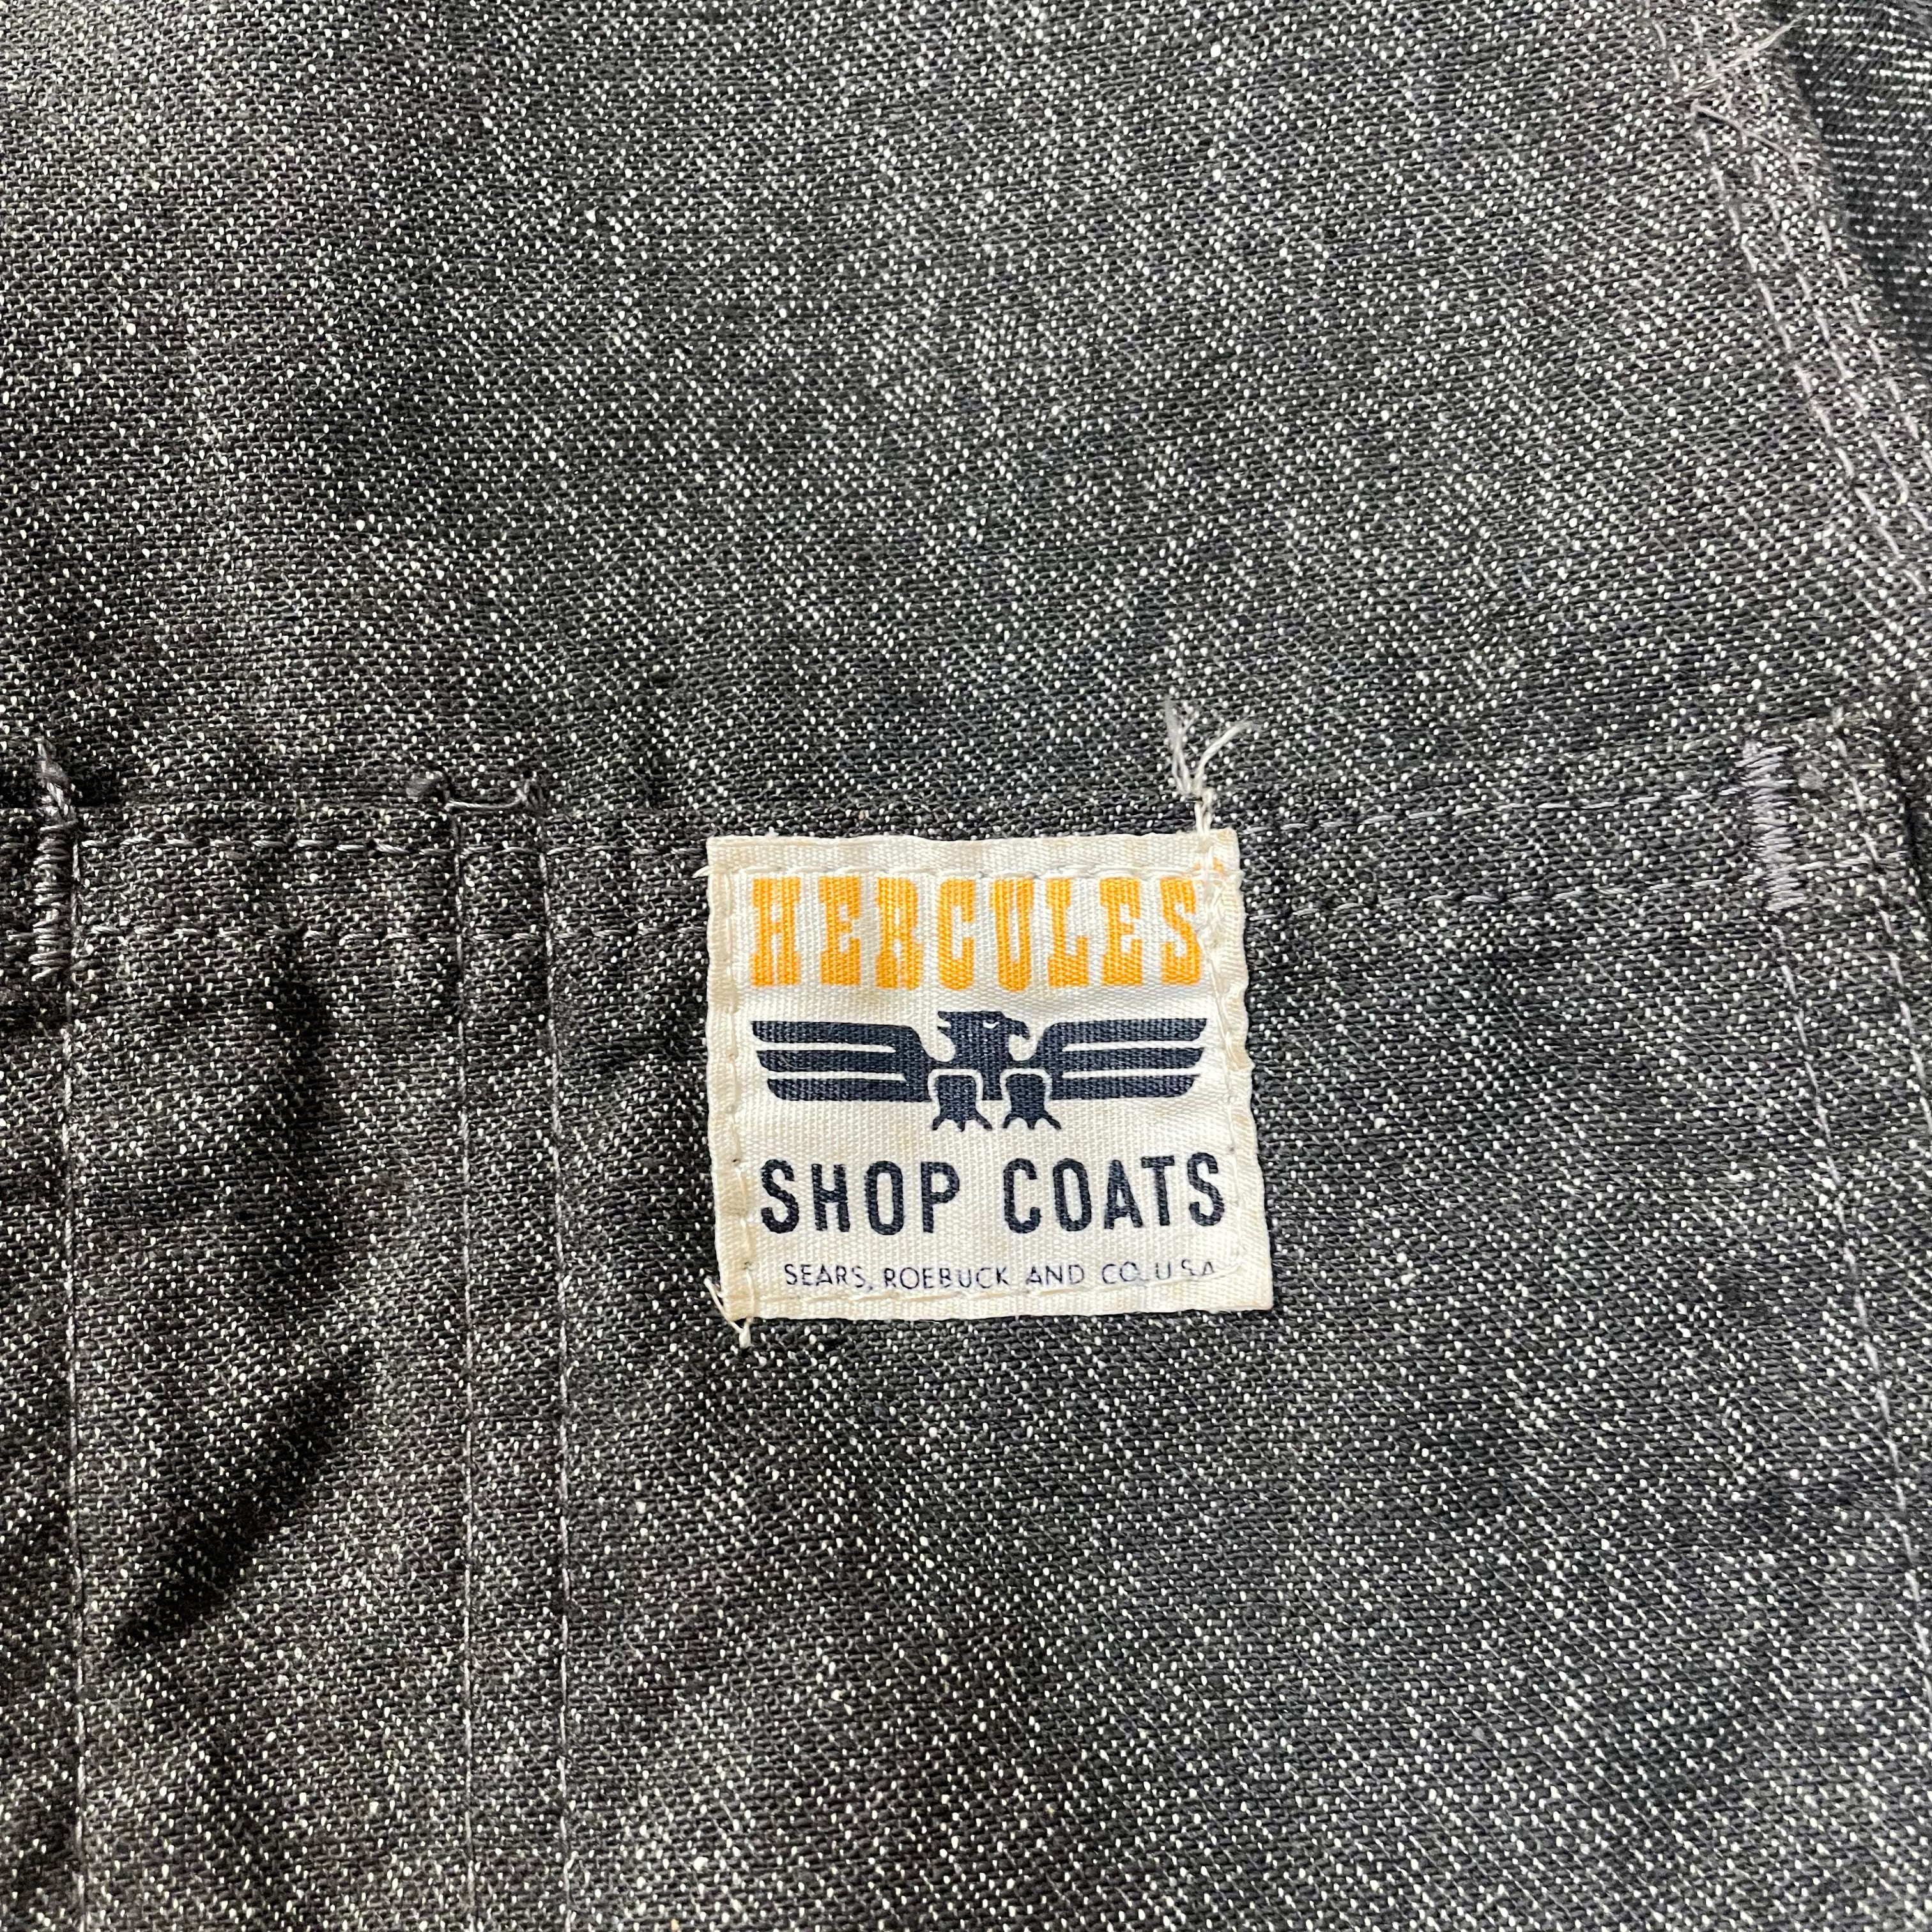 HERCULES
SHOP COATS
SEARS, ROEBUCK AND CO. U.S.A.